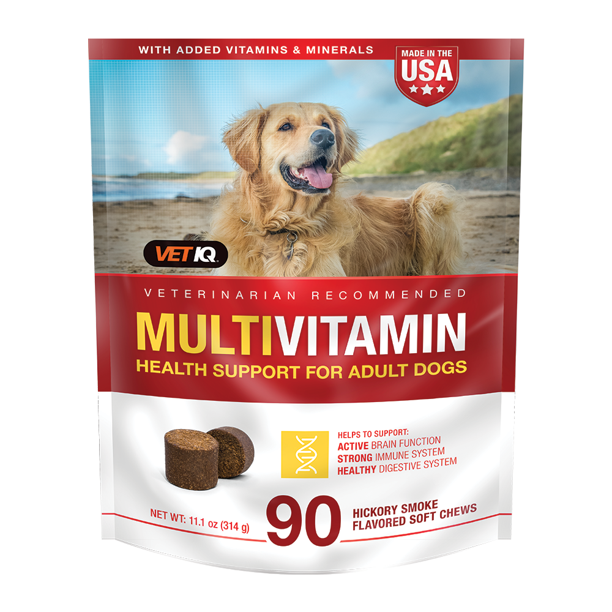 WITH ADDED VITAMINS & MINERALS
MADE IN THE
USA
VET IQ
VETERINARIAN RECOMMENDED
MULTIVITAMIN
HEALTH SUPPORT FOR ADULT DOGS
HELPS TO SUPPORT:
ACTIVE BRAIN FUNCTION
STRONG IMMUNE SYSTEM
HEALTHY DIGESTIVE SYSTEM
NET WT: 11.1 oz (314 g)
90
HICKORY SMOKE
FLAVORED SOFT CHEWS